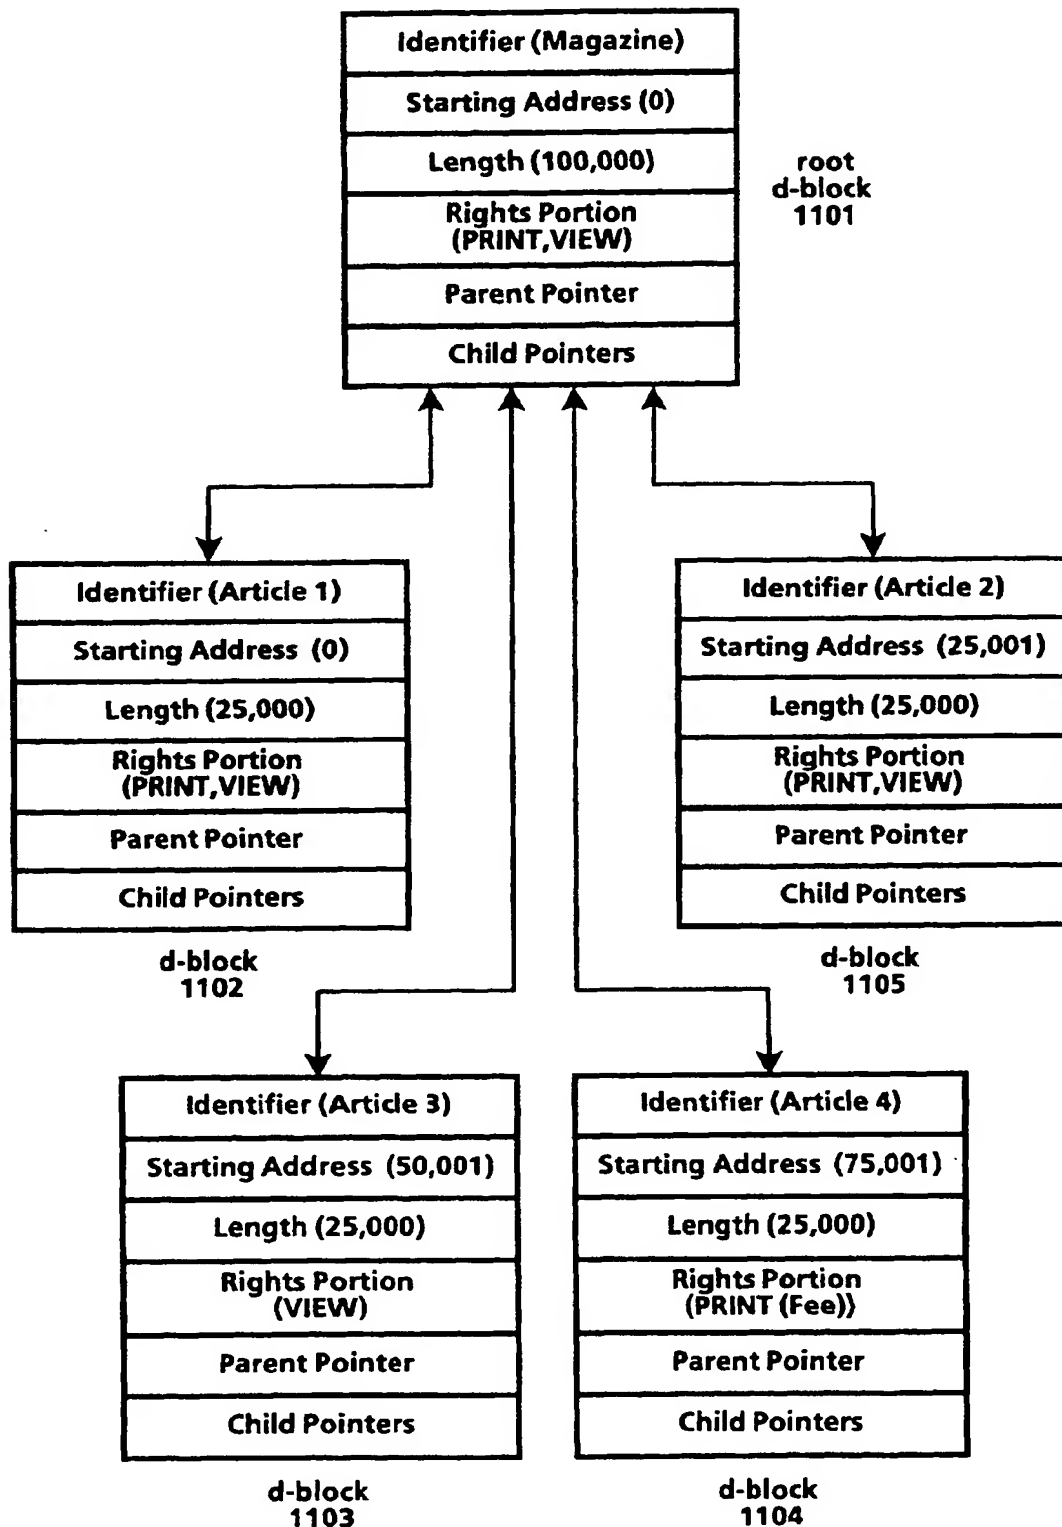 Identifier (Magazine)
Starting Address (0)
Length (100,000)
Rights Portion
(PRINT,VIEW)
Parent Pointer
Child Pointers
root
d-block
1101
Identifier (Article 1)
Starting Address (0)
Length (25,000)
Rights Portion
(PRINT,VIEW)
Parent Pointer
Child Pointers
d-block
1102
Identifier (Article 2)
Starting Address (25,001)
Length (25,000)
Rights Portion
(PRINT,VIEW)
Parent Pointer
Child Pointers
d-block
1105
Identifier (Article 3)
Starting Address (50,001)
Length (25,000)
Rights Portion
(VIEW)
Parent Pointer
Child Pointers
d-block
1103
Identifier (Article 4)
Starting Address (75,001)
Length (25,000)
Rights Portion
(PRINT (Fee))
Parent Pointer
Child Pointers
d-block
1104